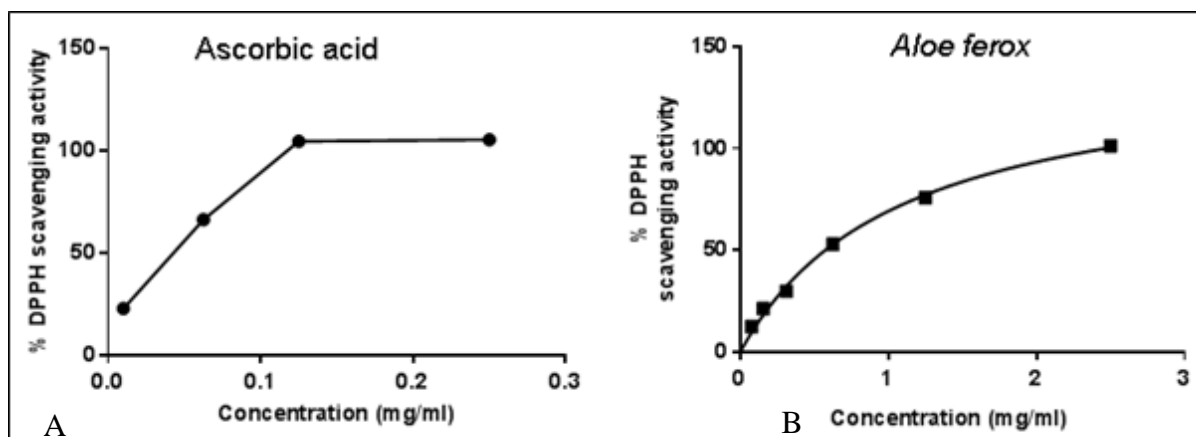 Ascorbic acid
% DPPH scavenging activity
150
100
50
0
0.0 0.1 0.2 0.3
Concentration (mg/ml)
A
Aloe ferox
% DPPH
scavenging activity
150
100
50
0
0 1 2 3
Concentration (mg/ml)
B